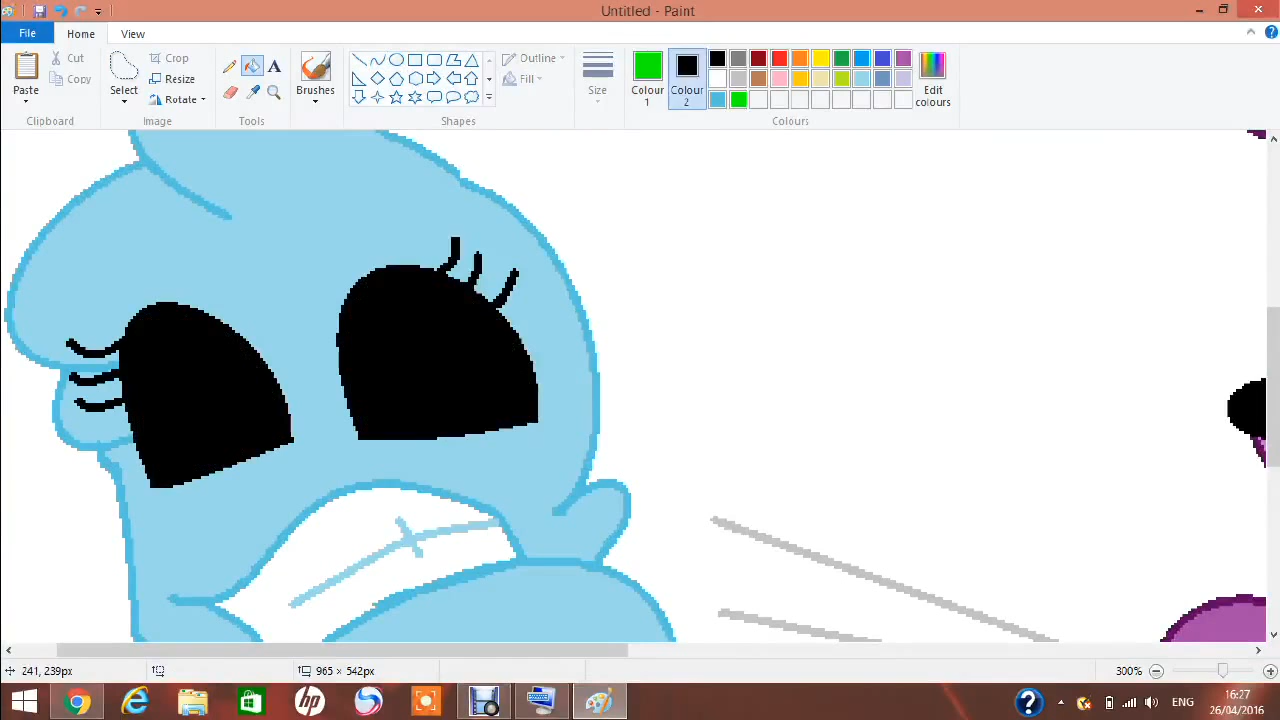 Untitled - Paint
File Home View
Paste Cut Copy Select Crop Resize Rotate A Brushes Outline Fill Size Colour 1 Colour 2 Edit colours
Clipboard Image Tools Shapes Colours
241, 239px 965 × 542px 300%
hp ? ENG 16:27
26/04/2016